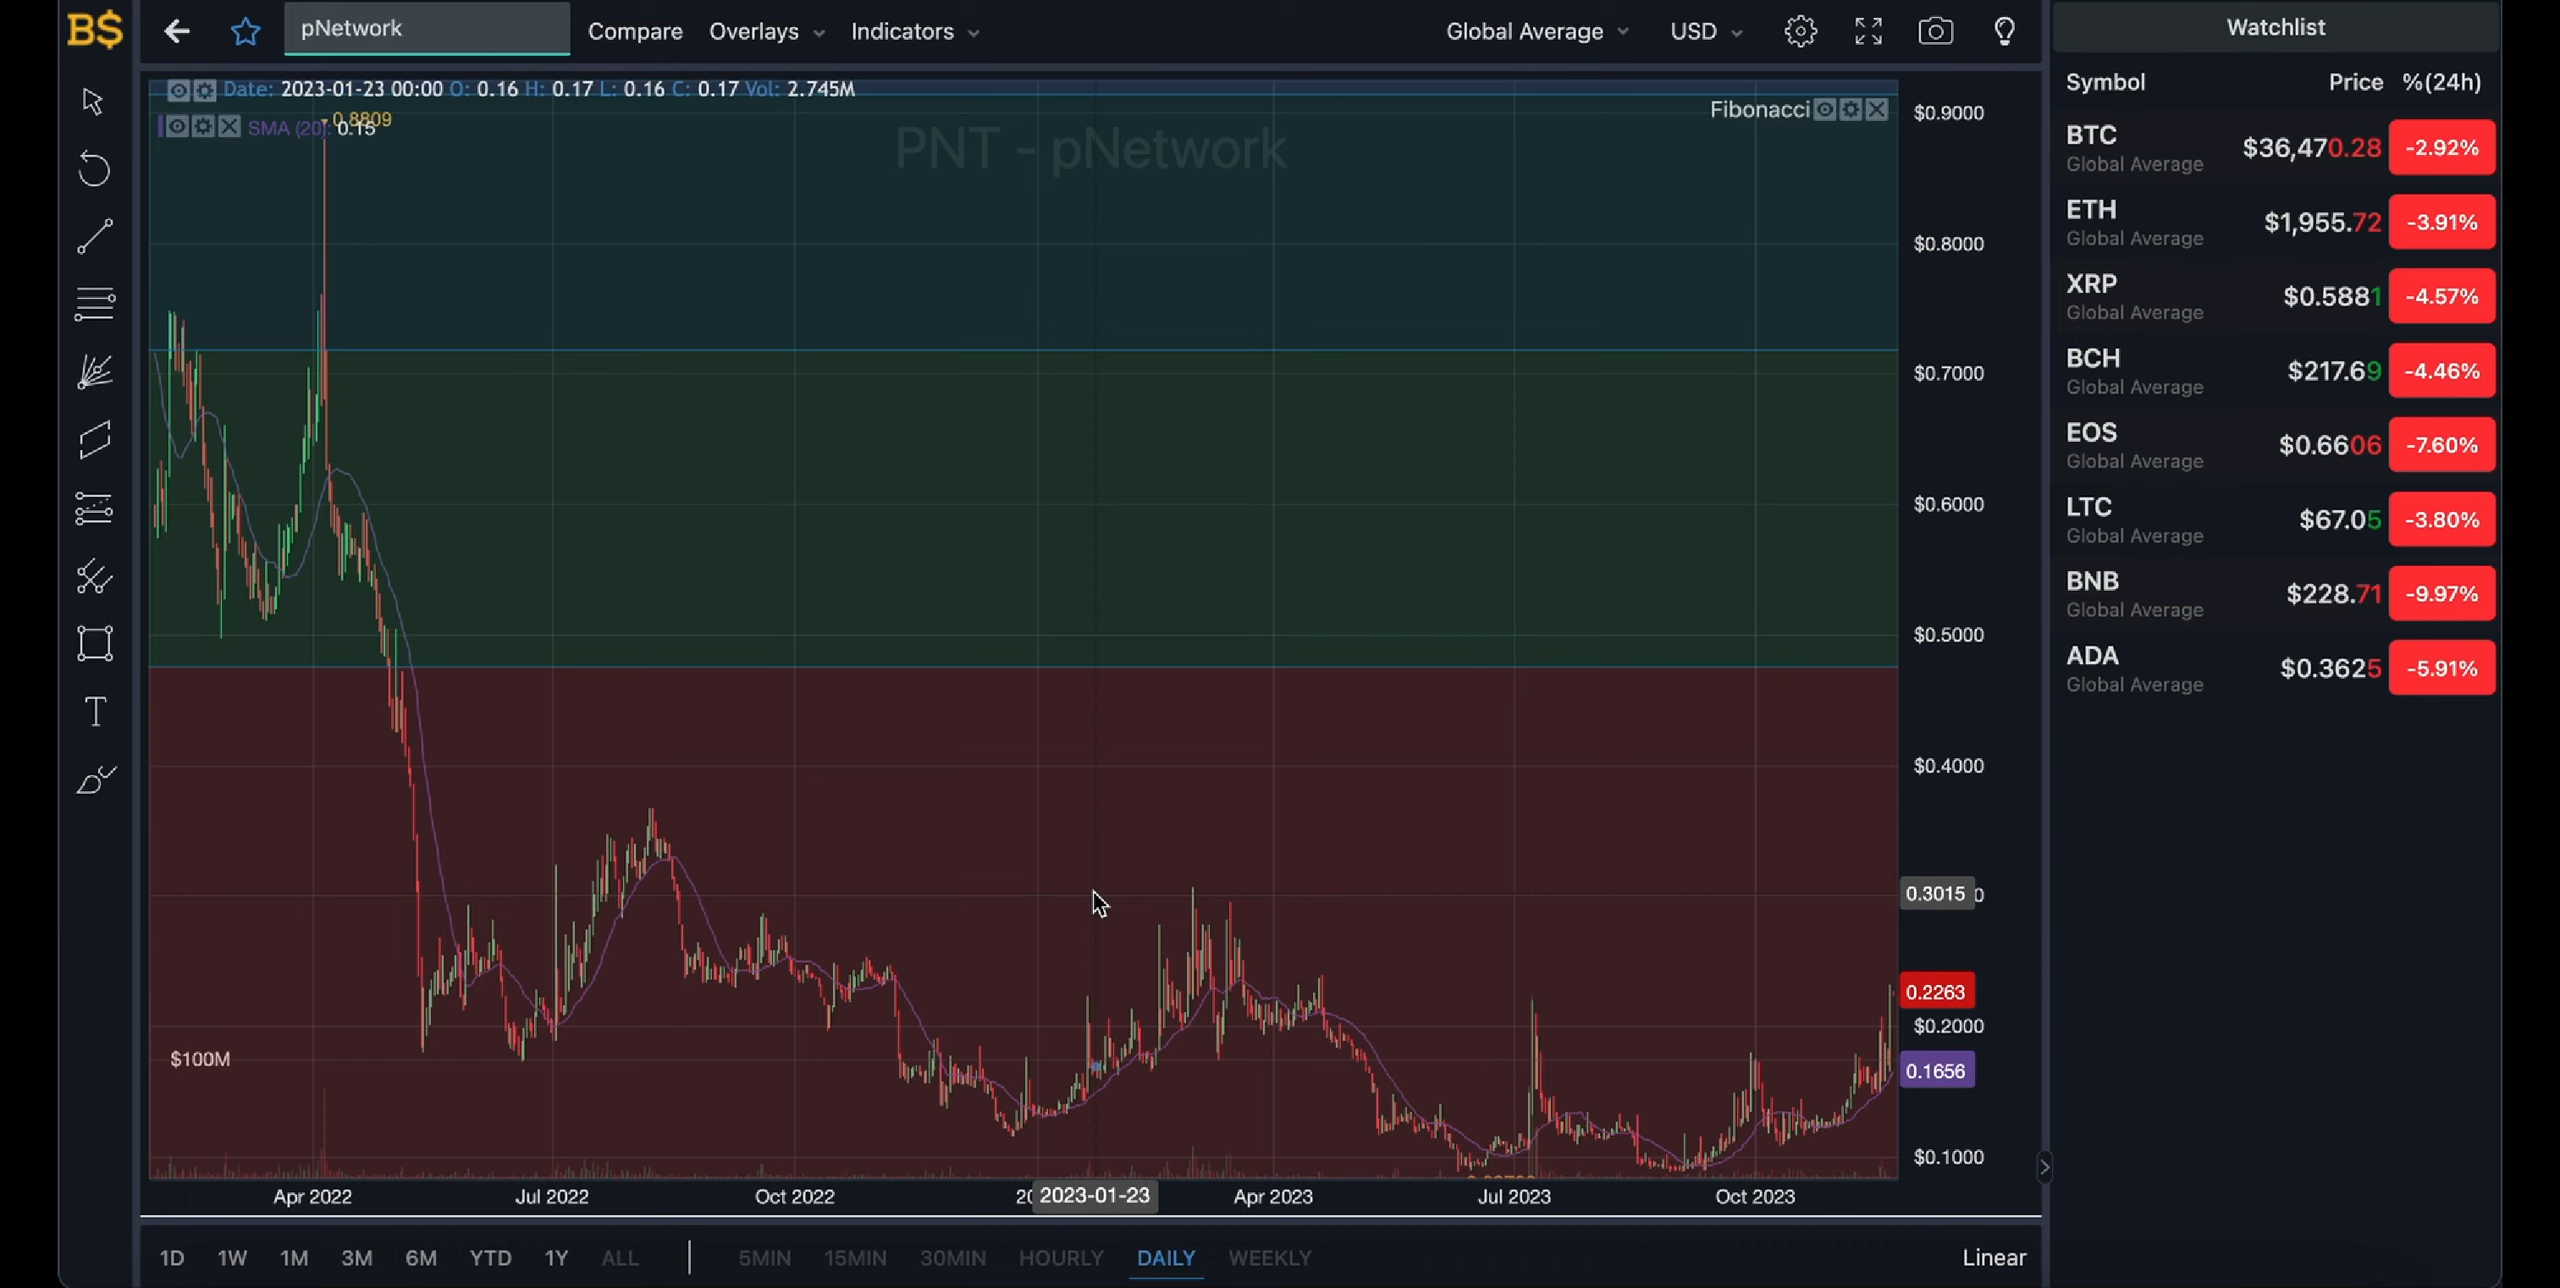 B$
pNetwork
Compare
Overlays
Indicators
Global Average
USD
Watchlist
Date: 2023-01-23 00:00 O: 0.16 H: 0.17 L: 0.16 C: 0.17 Vol: 2.745M
SMA (20): 0.15
0.8809
PNT - pNetwork
Fibonacci
$0.9000
$0.8000
$0.7000
$0.6000
$0.5000
$0.4000
0.3015
0.2263
$0.2000
0.1656
$0.1000
$100M
Apr 2022
Jul 2022
Oct 2022
2023-01-23
Apr 2023
Jul 2023
Oct 2023
1D 1W 1M 3M 6M YTD 1Y ALL
5MIN 15MIN 30MIN HOURLY DAILY WEEKLY
Linear
Symbol Price %(24h)
BTC $36,470.28 -2.92%
Global Average
ETH $1,955.72 -3.91%
Global Average
XRP $0.5881 -4.57%
Global Average
BCH $217.69 -4.46%
Global Average
EOS $0.6606 -7.60%
Global Average
LTC $67.05 -3.80%
Global Average
BNB $228.71 -9.97%
Global Average
ADA $0.3625 -5.91%
Global Average